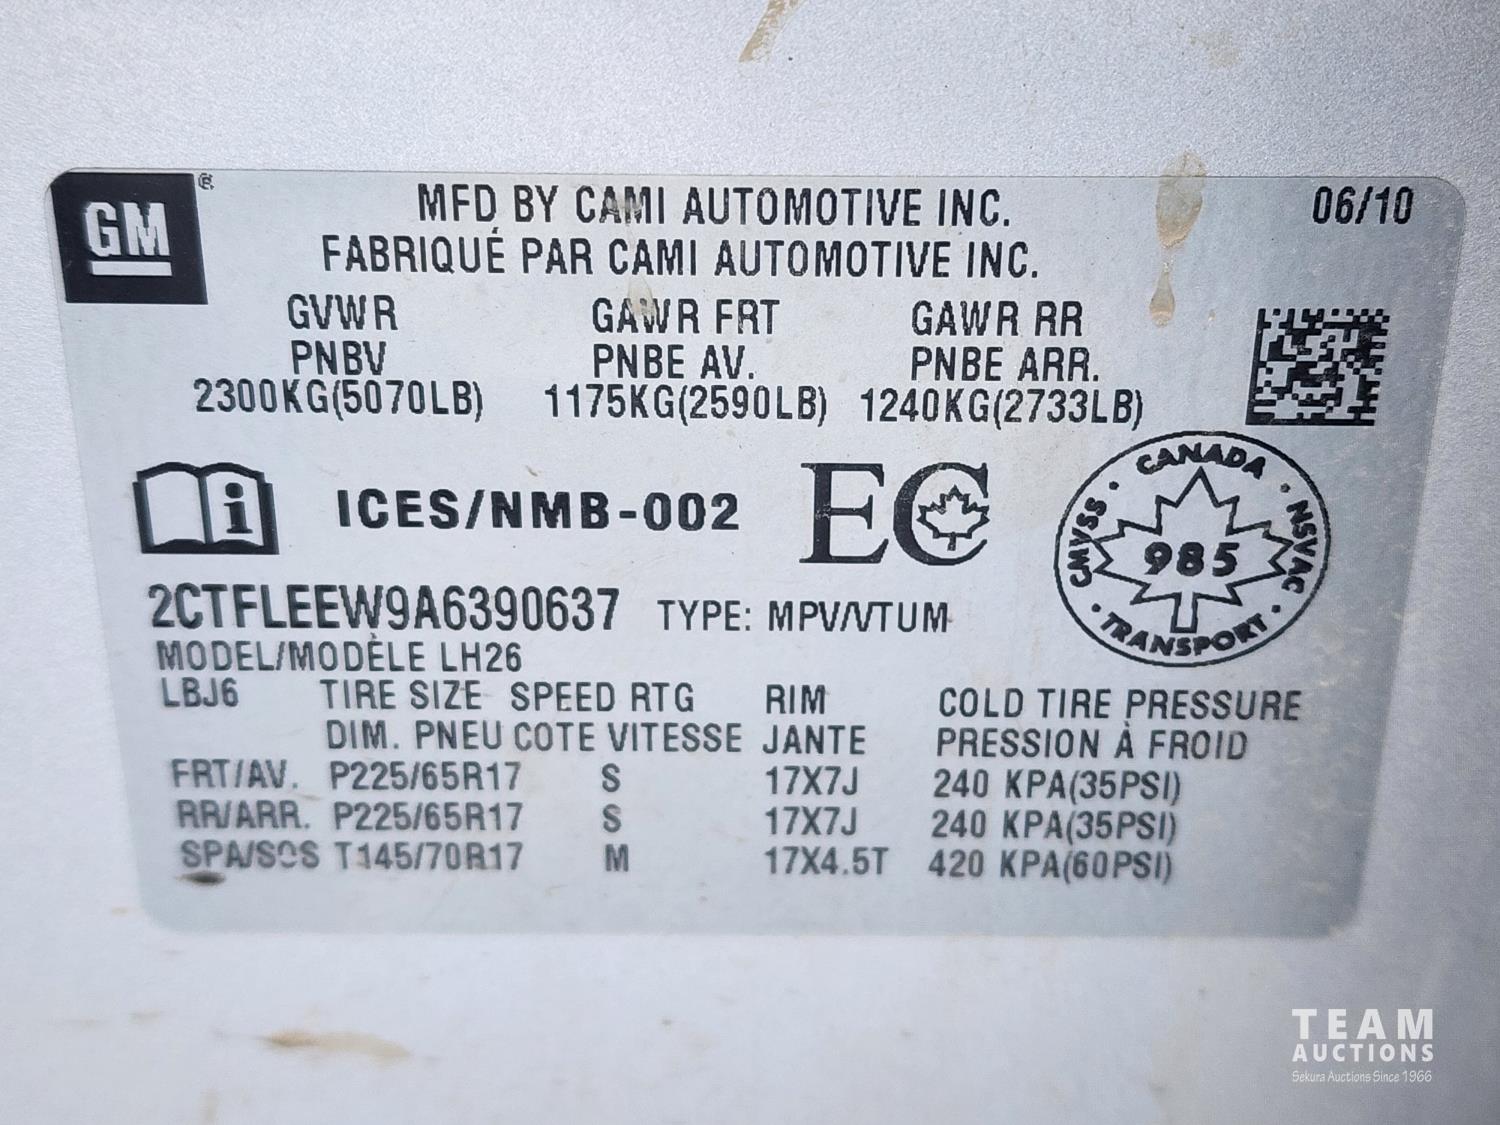 GM ®
MFD BY CAMI AUTOMOTIVE INC. 06/10
FABRIQUÉ PAR CAMI AUTOMOTIVE INC.
GVWR GAWR FRT GAWR RR
PNBV PNBE AV. PNBE ARR.
2300KG(5070LB) 1175KG(2590LB) 1240KG(2733LB)
i ICES/NMB-002 EC
CANADA
CMVSS · 985 · NSVAC
· TRANSPORT ·
2CTFLEEW9A6390637 TYPE: MPV/VTUM
MODEL/MODÈLE LH26
LBJ6 TIRE SIZE SPEED RTG RIM COLD TIRE PRESSURE
DIM. PNEU COTE VITESSE JANTE PRESSION À FROID
FRT/AV. P225/65R17 S 17X7J 240 KPA(35PSI)
RR/ARR. P225/65R17 S 17X7J 240 KPA(35PSI)
SPA/SOS T145/70R17 M 17X4.5T 420 KPA(60PSI)
TEAM
AUCTIONS
Sekura Auctions Since 1966